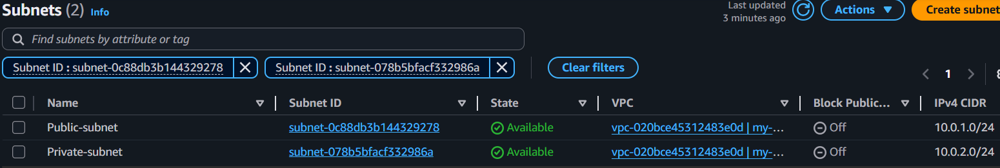 Subnets (2) Info
Last updated
3 minutes ago
Actions
Create subnet
Find subnets by attribute or tag
Subnet ID : subnet-0c88db3b144329278
Subnet ID : subnet-078b5bfacf332986a
Clear filters
1
Name Subnet ID State VPC Block Public... IPv4 CIDR
Public-subnet subnet-0c88db3b144329278 Available vpc-020bce45312483e0d | my-... Off 10.0.1.0/24
Private-subnet subnet-078b5bfacf332986a Available vpc-020bce45312483e0d | my-... Off 10.0.2.0/24